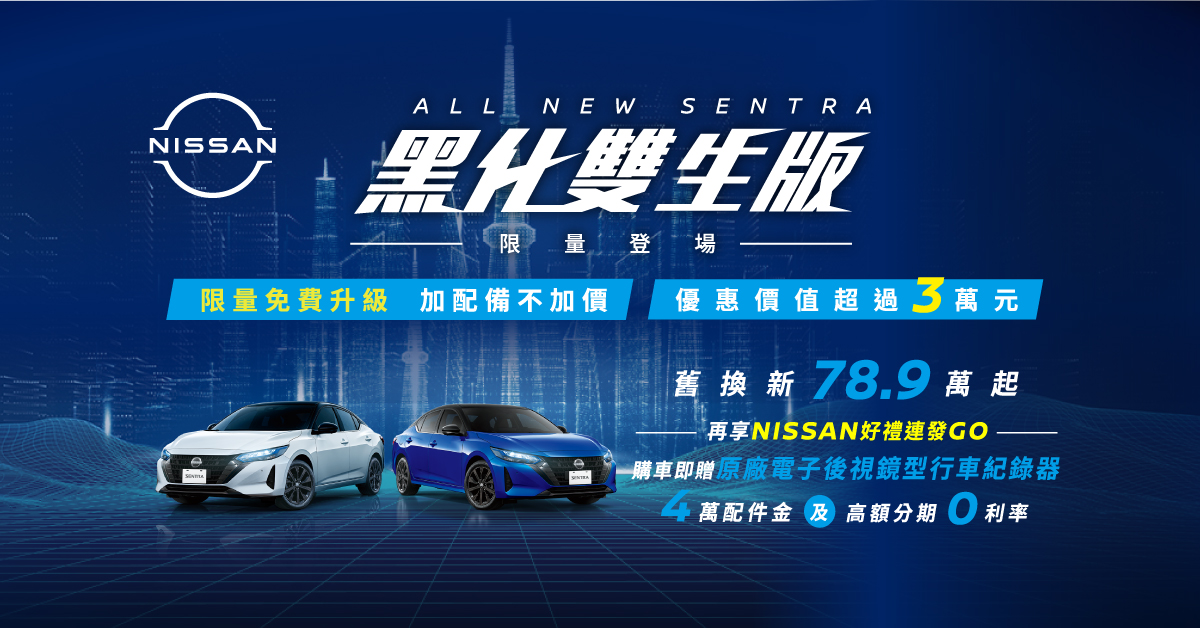 NISSAN
ALL NEW SENTRA
黑化雙生版
限量登場
限量免費升級 加配備不加價
優惠價值超過3萬元
舊換新78.9萬起
再享NISSAN好禮連發GO
購車即贈原廠電子後視鏡型行車紀錄器
4萬配件金及高額分期0利率
SENTRA
SENTRA